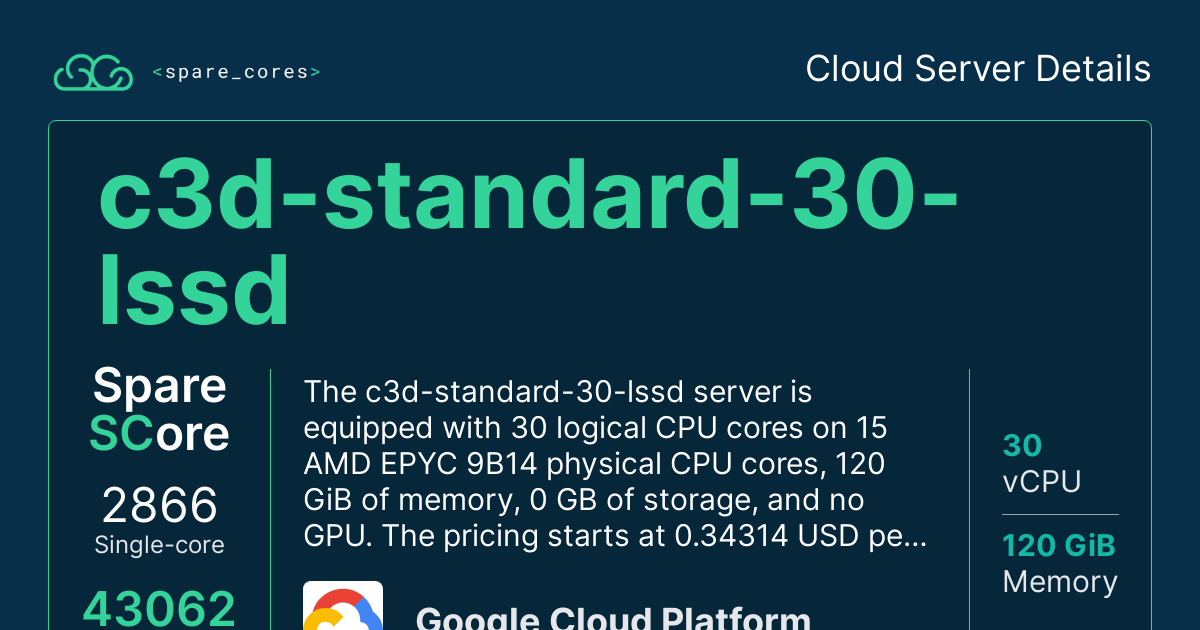 <spare_cores>
Cloud Server Details
c3d-standard-30-
lssd
Spare
SCore
2866
Single-core
43062
The c3d-standard-30-lssd server is
equipped with 30 logical CPU cores on 15
AMD EPYC 9B14 physical CPU cores, 120
GiB of memory, 0 GB of storage, and no
GPU. The pricing starts at 0.34314 USD pe...
Google Cloud Platform
30
vCPU
120 GiB
Memory